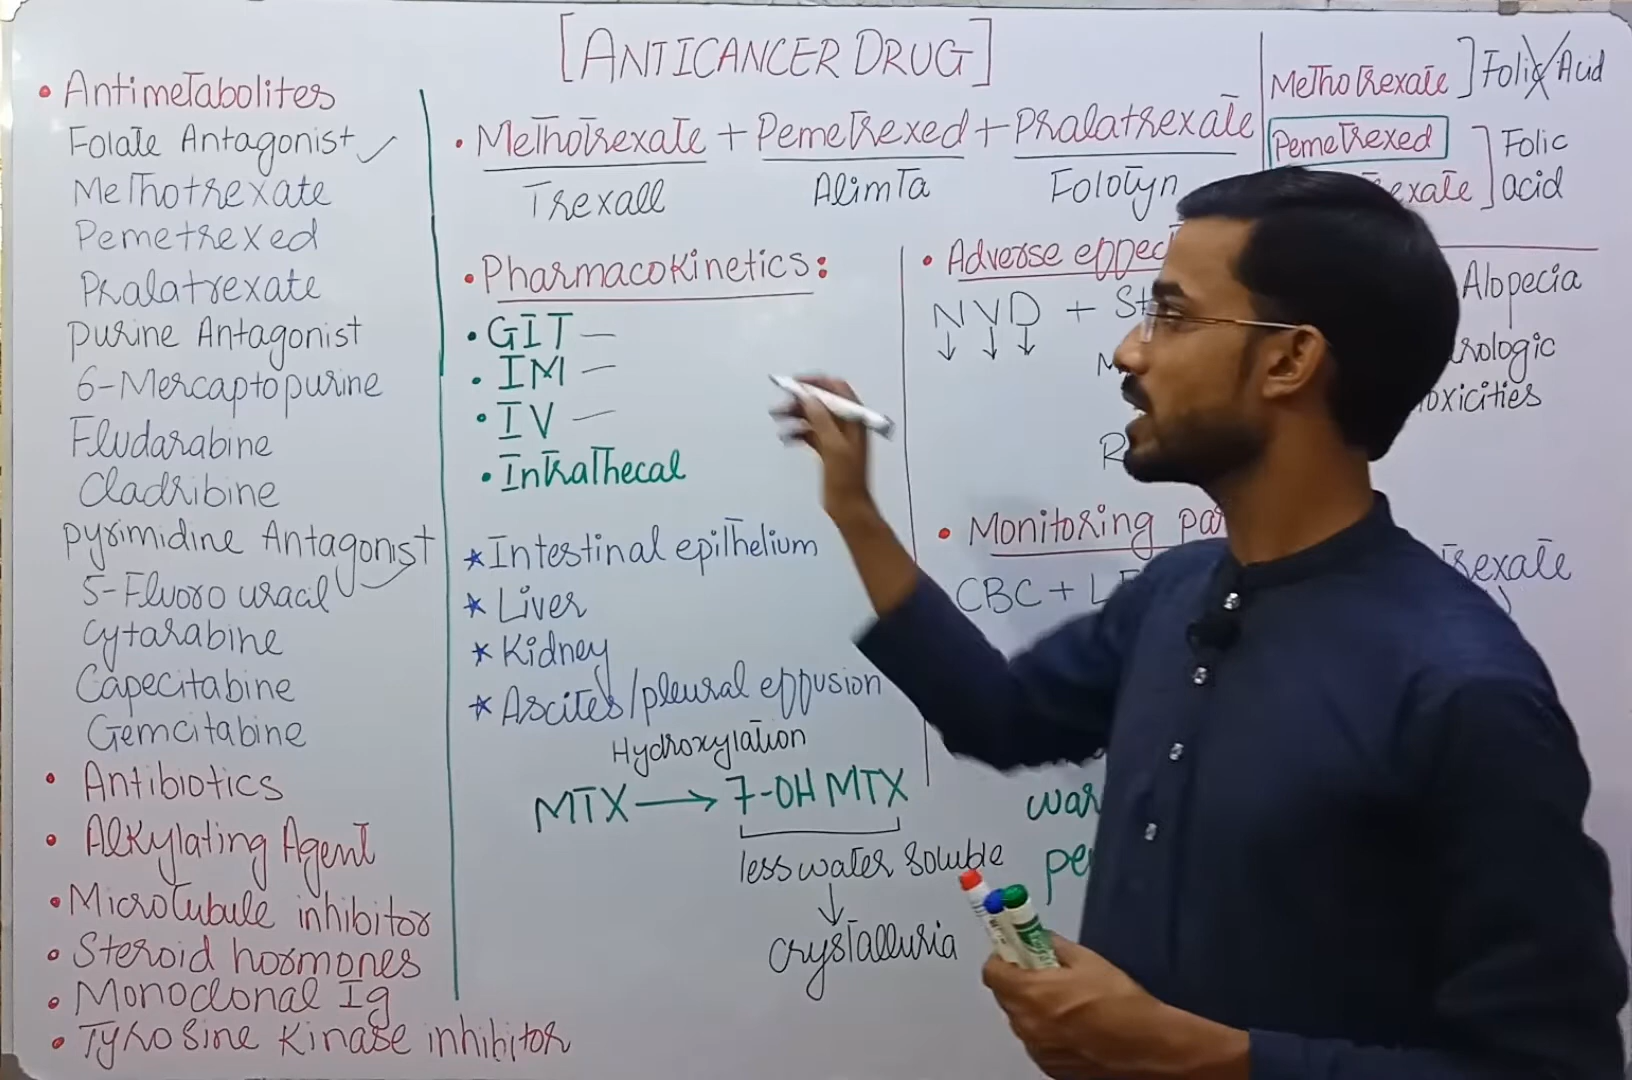 [ANTICANCER DRUG]
• Antimetabolites
Folate Antagonist ✓
Methotrexate
Pemetrexed
Pralatrexate
Purine Antagonist
6-Mercaptopurine
Fludarabine
Cladribine
Pyrimidine Antagonist
5-Fluoro uracil
Cytarabine
Capecitabine
Gemcitabine
• Antibiotics
• Alkylating Agent
• Microtubule inhibitor
• Steroid hormones
• Monoclonal Ig
• Tyrosine Kinase inhibitor
• Methotrexate + Pemetrexed + Pralatrexate
Trexall Alimta Folotyn
• Pharmacokinetics:
• GIT —
• IM —
• IV —
• Intrathecal
* Intestinal epithelium
* Liver
* Kidney
* Ascites/pleural effusion
Hydroxylation
MTX → 7-OH MTX
less water soluble
↓
crystalluria
Methotrexate ] Folic Acid
Pemetrexed ] Folic
exate ] acid
• Adverse effec
NVD + St
↓ ↓ ↓
Alopecia
rologic
oxicities
• Monitoring pa
CBC + L
rexate
war
pe